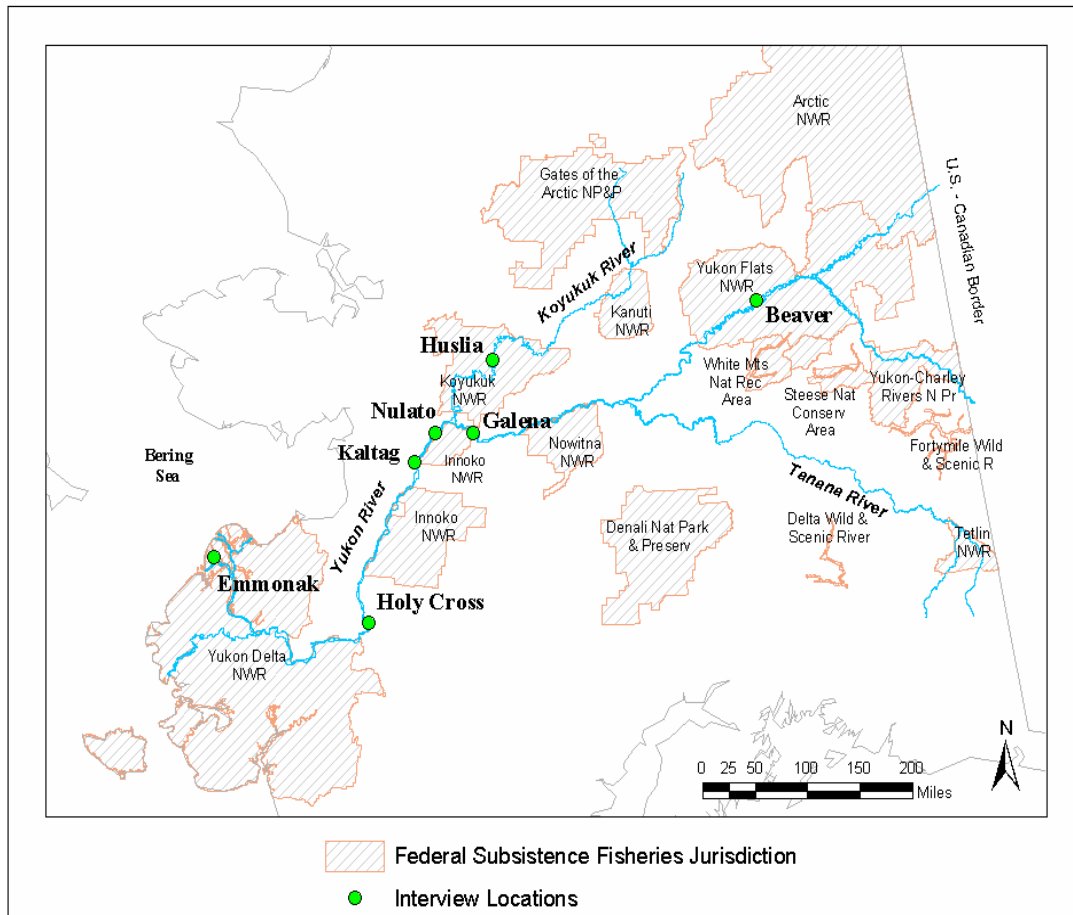 Arctic
NWR
Gates of the
Arctic NP&P
U.S. - Canadian Border
Koyukuk River
Yukon Flats
NWR
Kanuti
NWR
Beaver
Huslia
Koyukuk
NWR
White Mts
Nat Rec
Area
Steese Nat
Conserv
Area
Yukon-Charley
Rivers N Pr
Nulato
Galena
Fortymile Wild
& Scenic R
Kaltag
Innoko
NWR
Nowitna
NWR
Bering
Sea
Yukon River
Innoko
NWR
Tanana River
Denali Nat Park
& Preserv
Delta Wild &
Scenic River
Tetlin
NWR
Emmonak
Holy Cross
Yukon Delta
NWR
N
0 25 50 100 150 200
Miles
Federal Subsistence Fisheries Jurisdiction
Interview Locations